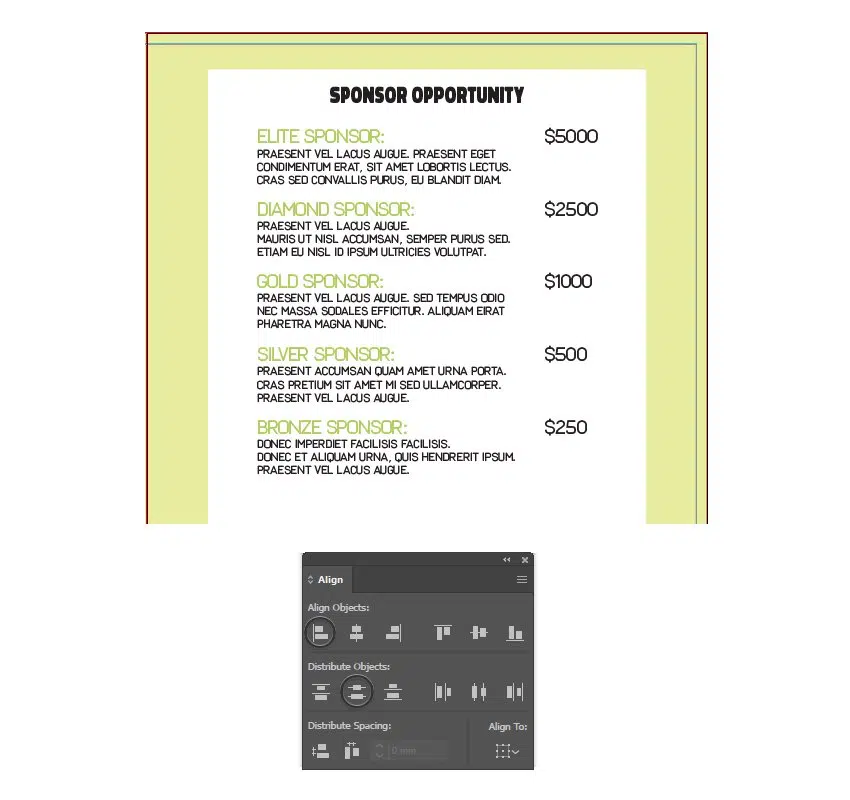 SPONSOR OPPORTUNITY
ELITE SPONSOR: $5000
PRAESENT VEL LACUS AUGUE. PRAESENT EGET
CONDIMENTUM ERAT, SIT AMET LOBORTIS LECTUS.
CRAS SED CONVALLIS PURUS, EU BLANDIT DIAM.
DIAMOND SPONSOR: $2500
PRAESENT VEL LACUS AUGUE.
MAURIS UT NISL ACCUMSAN, SEMPER PURUS SED.
ETIAM EU NISL ID IPSUM ULTRICIES VOLUTPAT.
GOLD SPONSOR: $1000
PRAESENT VEL LACUS AUGUE. SED TEMPUS ODIO
NEC MASSA SODALES EFFICITUR. ALIQUAM EIRAT
PHARETRA MAGNA NUNC.
SILVER SPONSOR: $500
PRAESENT ACCUMSAN QUAM AMET URNA PORTA.
CRAS PRETIUM SIT AMET MI SED ULLAMCORPER.
PRAESENT VEL LACUS AUGUE.
BRONZE SPONSOR: $250
DONEC IMPERDIET FACILISIS FACILISIS.
DONEC ET ALIQUAM URNA, QUIS HENDRERIT IPSUM.
PRAESENT VEL LACUS AUGUE.
Align
Align Objects:
Distribute Objects:
Distribute Spacing: Align To:
0 mm